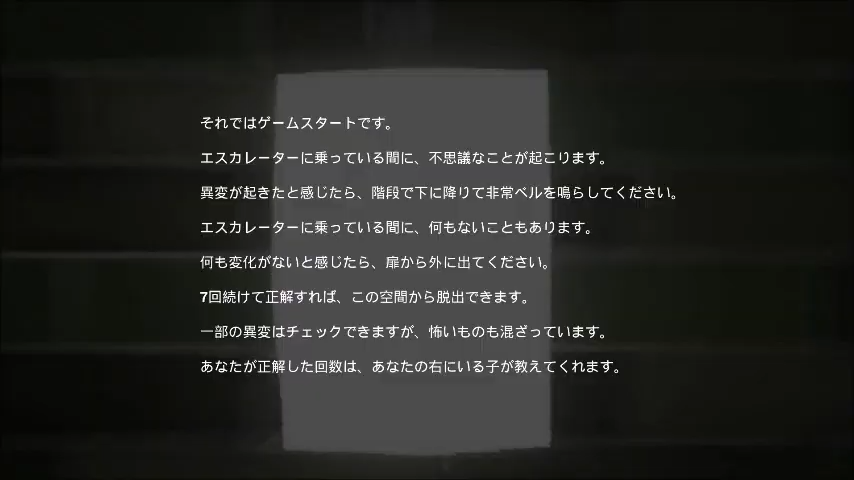 それではゲームスタートです。
エスカレーターに乗っている間に、不思議なことが起こります。
異変が起きたと感じたら、階段で下に降りて非常ベルを鳴らしてください。
エスカレーターに乗っている間に、何もないこともあります。
何も変化がないと感じたら、扉から外に出てください。
7回続けて正解すれば、この空間から脱出できます。
一部の異変はチェックできますが、怖いものも混ざっています。
あなたが正解した回数は、あなたの右にいる子が教えてくれます。